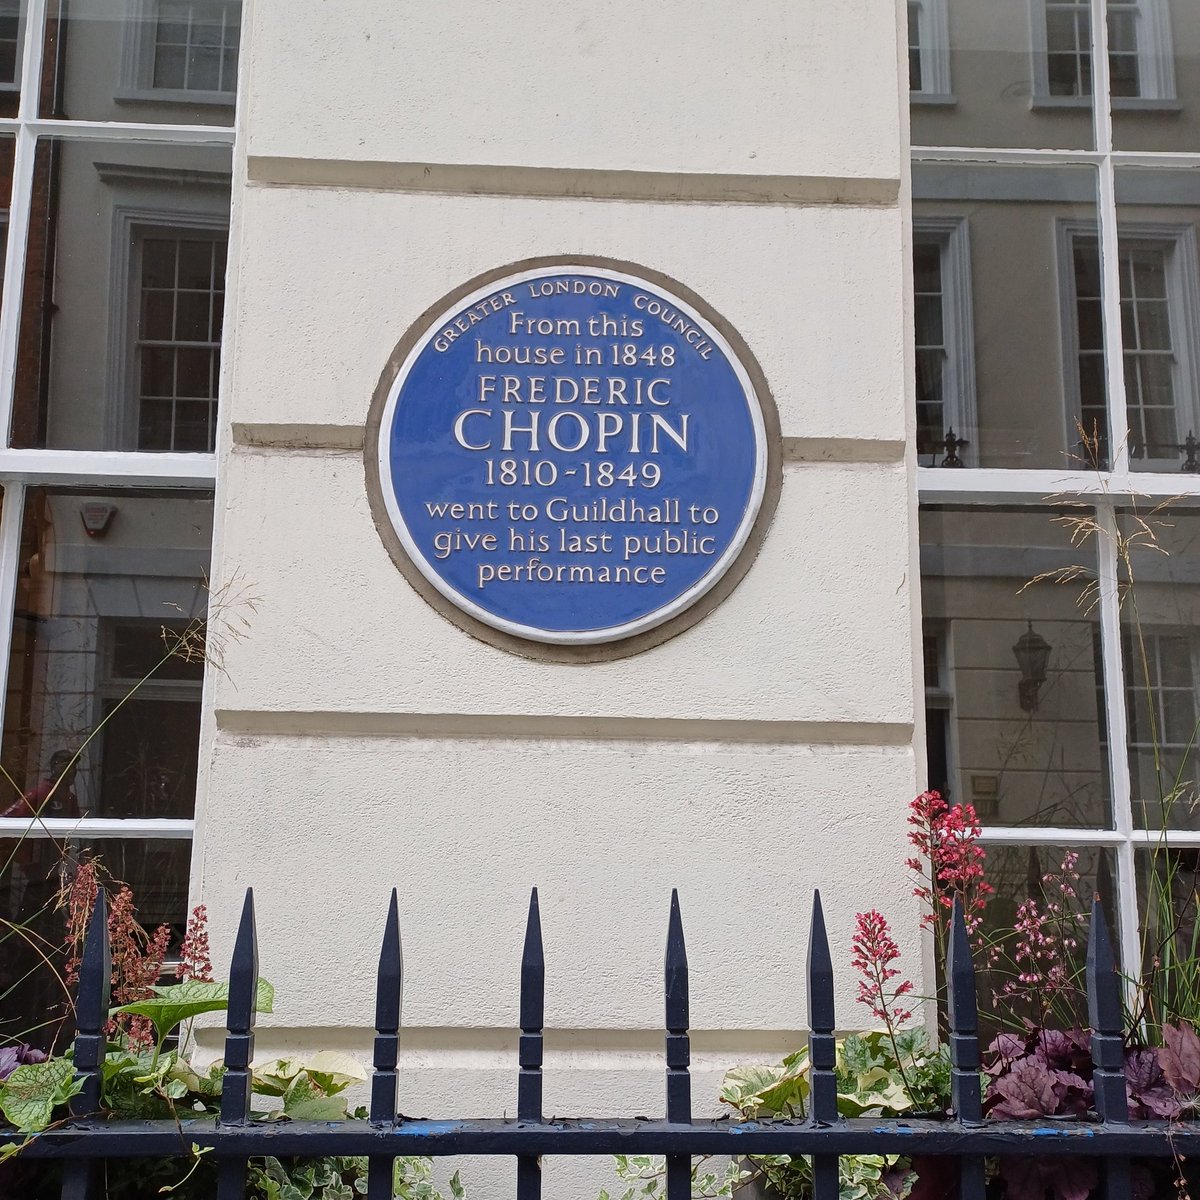 GREATER LONDON COUNCIL
From this
house in 1848
FREDERIC
CHOPIN
1810-1849
went to Guildhall to
give his last public
performance